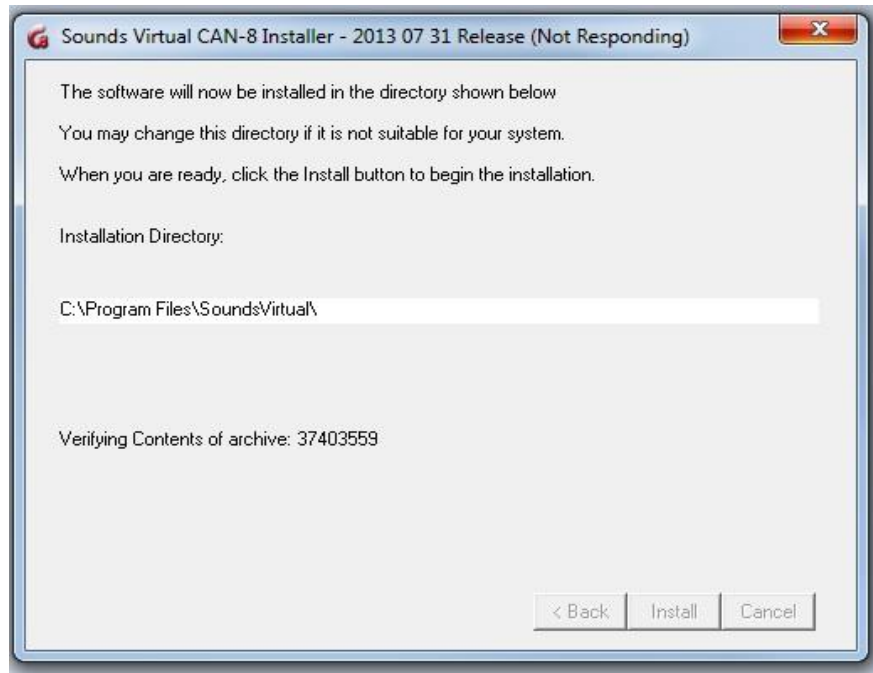 Sounds Virtual CAN-8 Installer - 2013 07 31 Release (Not Responding)
The software will now be installed in the directory shown below
You may change this directory if it is not suitable for your system.
When you are ready, click the Install button to begin the installation.
Installation Directory:
C:\Program Files\SoundsVirtual\
Verifying Contents of archive: 37403559
< Back Install Cancel